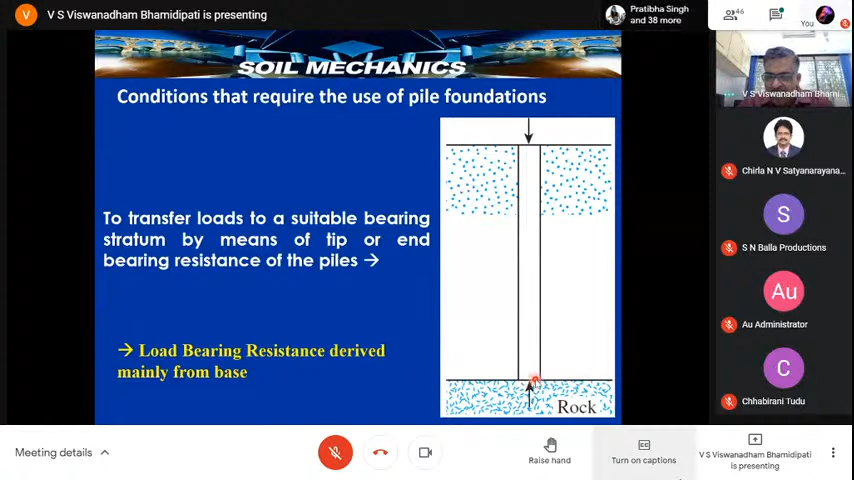 V S Viswanadham Bhamidipati is presenting
Pratibha Singh
and 38 more
46
You
SOIL MECHANICS
Conditions that require the use of pile foundations
To transfer loads to a suitable bearing
stratum by means of tip or end
bearing resistance of the piles →
→ Load Bearing Resistance derived
mainly from base
Rock
V S Viswanadham Bhami...
Chirla N V Satyanarayana...
S
S N Balla Productions
Au
Au Administrator
C
Chhabirani Tudu
Meeting details
Raise hand
Turn on captions
V S Viswanadham Bhamidipati
is presenting